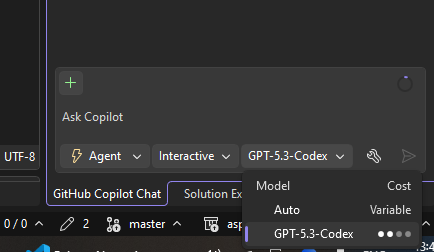 Ask Copilot
UTF-8
Agent
Interactive
GPT-5.3-Codex
GitHub Copilot Chat
Solution Ex
Model Cost
Auto Variable
GPT-5.3-Codex
0 / 0
2
master
asp